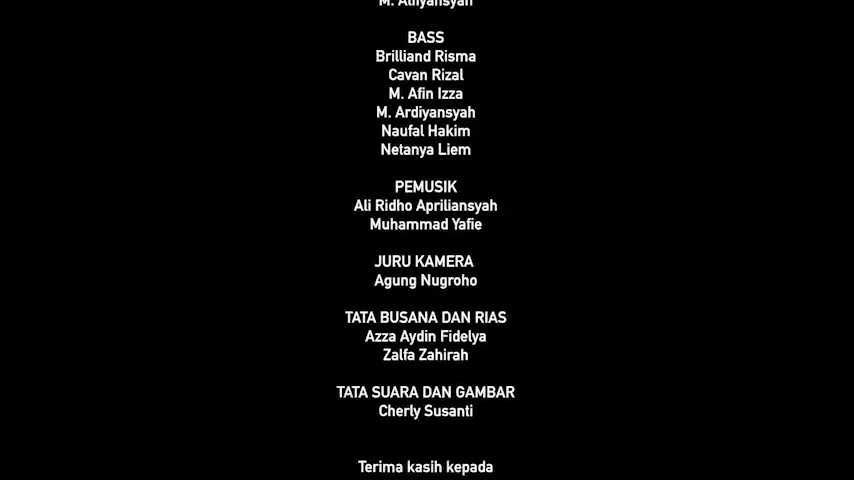 BASS
Brilliand Risma
Cavan Rizal
M. Afin Izza
M. Ardiyansyah
Naufal Hakim
Netanya Liem
PEMUSIK
Ali Ridho Apriliansyah
Muhammad Yafie
JURU KAMERA
Agung Nugroho
TATA BUSANA DAN RIAS
Azza Aydin Fidelya
Zalfa Zahirah
TATA SUARA DAN GAMBAR
Cherly Susanti
Terima kasih kepada